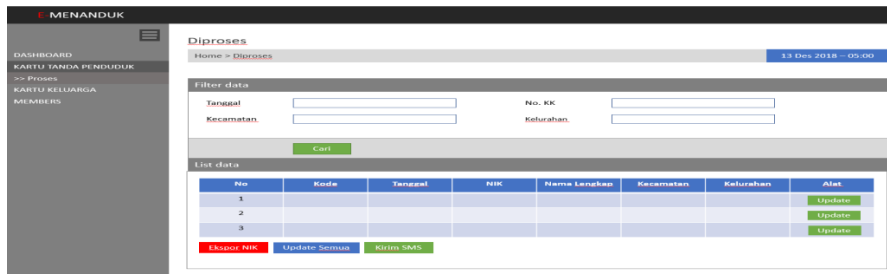 E-MENANDUK
DASHBOARD
KARTU TANDA PENDUDUK
>> Proses
KARTU KELUARGA
MEMBERS
Diproses
Home > Diproses
13 Des 2018 – 05:00
Filter data
Tanggal No. KK
Kecamatan Kelurahan
Cari
List data
No Kode Tanggal NIK Nama Lengkap Kecamatan Kelurahan Alat
1 Update
2 Update
3 Update
Ekspor NIK Update Semua Kirim SMS